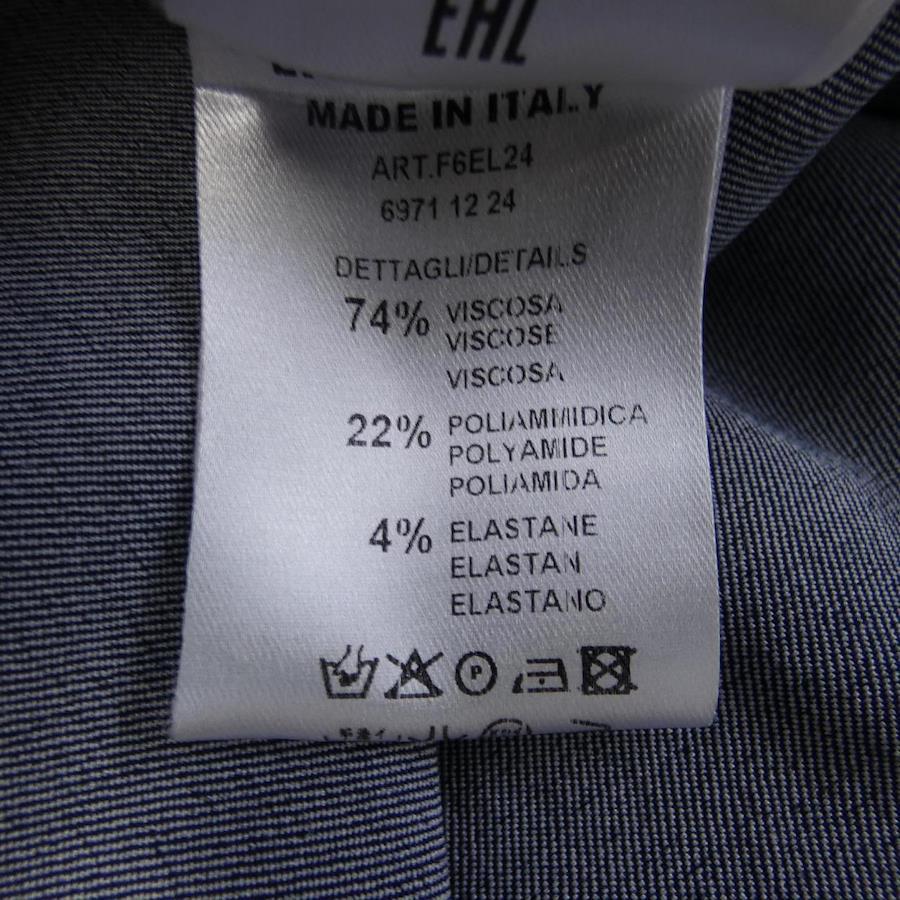 EAC
MADE IN ITALY
ART.F6EL24
6971 12 24
DETTAGLI/DETAILS
74% VISCOSA
VISCOSE
VISCOSA
22% POLIAMMIDICA
POLYAMIDE
POLIAMIDA
4% ELASTANE
ELASTAN
ELASTANO
P